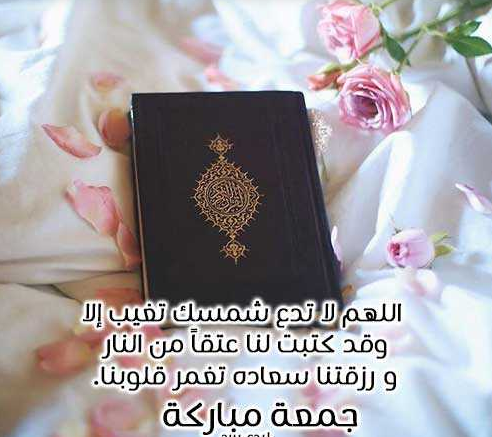 اللهم لا تدع شمسك تغيب إلا
وقد كتبت لنا عتقاً من النار
و رزقتنا سعاده تغمر قلوبنا.
جمعة مباركة